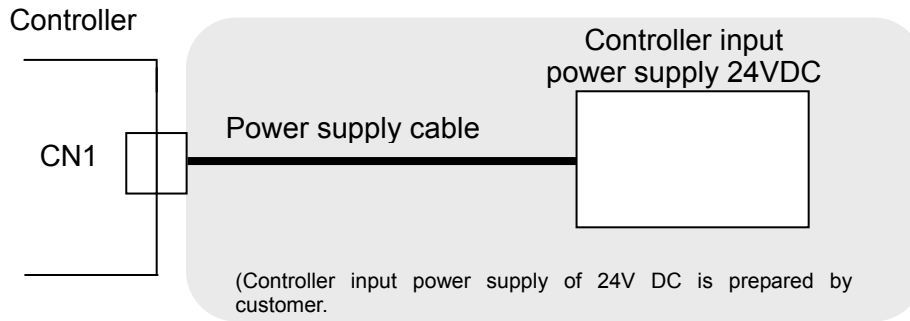 Controller
Controller input
power supply 24VDC
Power supply cable
CN1
(Controller input power supply of 24V DC is prepared by
customer.